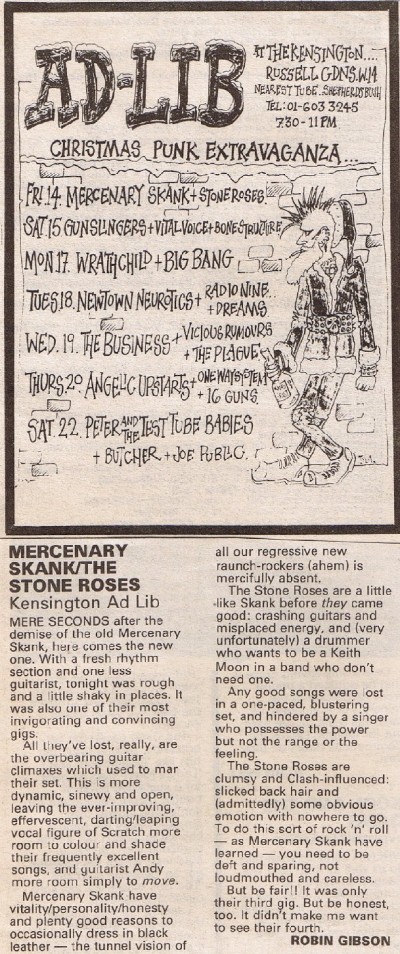 AD-LIB
AT THE KENSINGTON....
RUSSELL GDNS. W.14
NEAREST TUBE.. SHEPHERDS BUSH
TEL: 01-603 3245
7.30 - 11 PM
CHRISTMAS PUNK EXTRAVAGANZA...
FRI. 14. MERCENARY SKANK + STONE ROSES
SAT. 15 GUNSLINGERS + VITAL VOICE + BONE STRUCTURE
MON 17. WRATHCHILD + BIG BANG
TUES 18. NEWTOWN NEUROTICS + RADIO NINE..
+ DREAMS
WED. 19. THE BUSINESS + VICIOUS RUMOURS
+ THE PLAGUE
THURS. 20 ANGELIC UPSTARTS + ONE WAY SYSTEM
+ 16 GUNS
SAT 22. PETER AND THE TEST TUBE BABIES
+ BUTCHER + JOE PUBLIC.
MERCENARY
SKANK/THE
STONE ROSES
Kensington Ad Lib
MERE SECONDS after the
demise of the old Mercenary
Skank, here comes the new
one. With a fresh rhythm
section and one less
guitarist, tonight was rough
and a little shaky in places. It
was also one of their most
invigorating and convincing
gigs.
All they've lost, really, are
the overbearing guitar
climaxes which used to mar
their set. This is more
dynamic, sinewy and open,
leaving the ever-improving,
effervescent, darting/leaping
vocal figure of Scratch more
room to colour and shade
their frequently excellent
songs, and guitarist Andy
more room simply to move.
Mercenary Skank have
vitality/personality/honesty
and plenty good reasons to
occasionally dress in black
leather — the tunnel vision of
all our regressive new
raunch-rockers (ahem) is
mercifully absent.
The Stone Roses are a little
like Skank before they came
good: crashing guitars and
misplaced energy, and (very
unfortunately) a drummer
who wants to be a Keith
Moon in a band who don't
need one.
Any good songs were lost
in a one-paced, blustering
set, and hindered by a singer
who possesses the power
but not the range or the
feeling.
The Stone Roses are
clumsy and Clash-influenced:
slicked back hair and
(admittedly) some obvious
emotion with nowhere to go.
To do this sort of rock 'n' roll
— as Mercenary Skank have
learned — you need to be
deft and sparing, not
loudmouthed and careless.
But be fair!! It was only
their third gig. But be honest,
too. It didn't make me want
to see their fourth.
ROBIN GIBSON